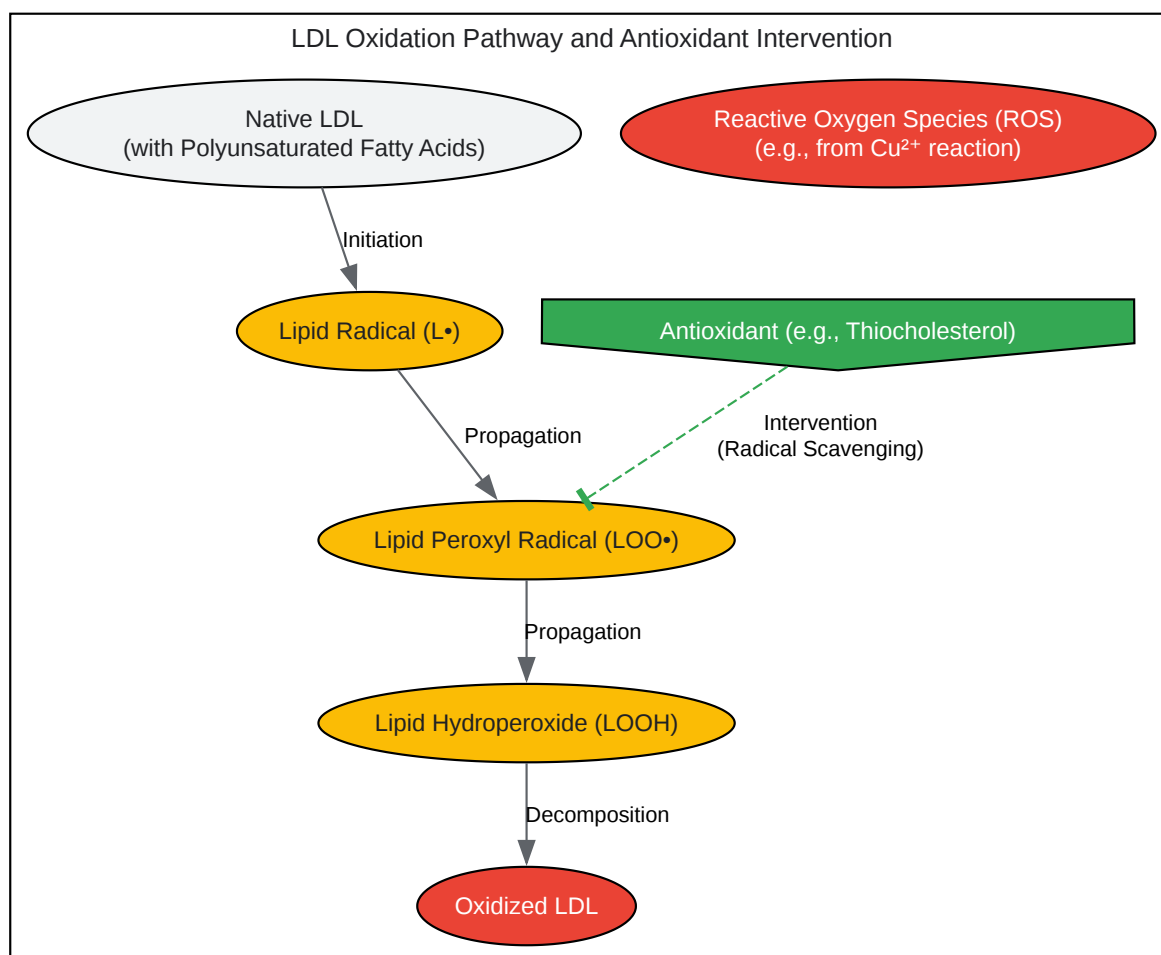 LDL Oxidation Pathway and Antioxidant Intervention
Native LDL
(with Polyunsaturated Fatty Acids)
Reactive Oxygen Species (ROS)
(e.g., from Cu²⁺ reaction)
Initiation
Lipid Radical (L•)
Antioxidant (e.g., Thiocholesterol)
Propagation
Intervention
(Radical Scavenging)
Lipid Peroxyl Radical (LOO•)
Propagation
Lipid Hydroperoxide (LOOH)
Decomposition
Oxidized LDL